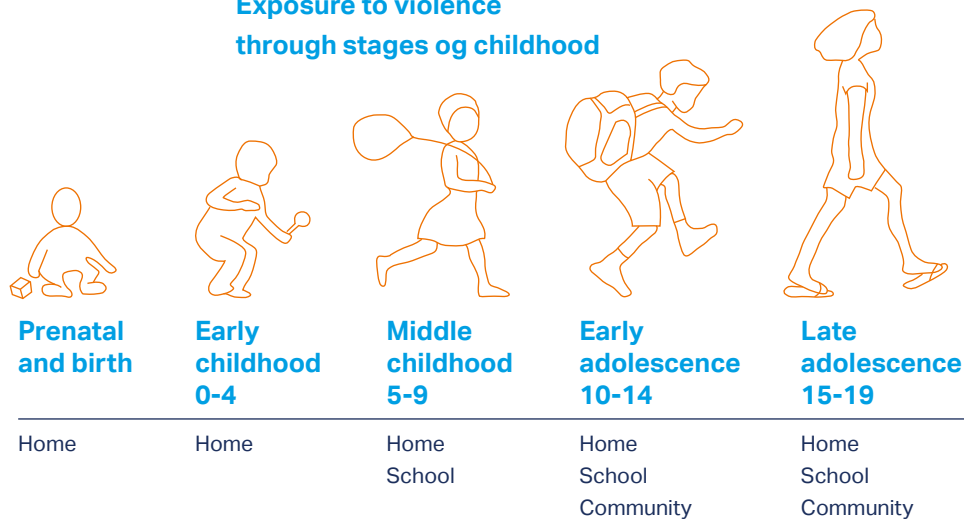 Exposure to violence
through stages og childhood
Prenatal
and birth
Early
childhood
0-4
Middle
childhood
5-9
Early
adolescence
10-14
Late
adolescence
15-19
Home
Home
Home
School
Home
School
Community
Home
School
Community